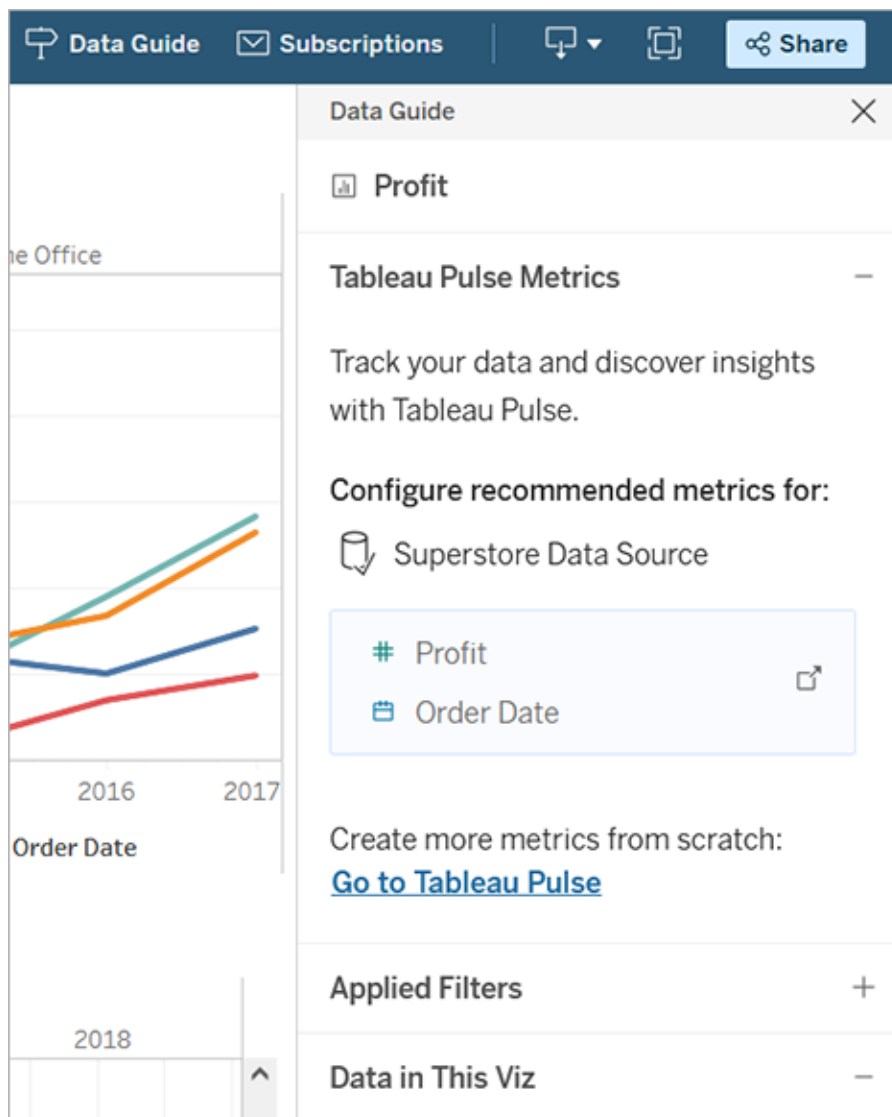 Data Guide
Subscriptions
Share
Data Guide
Profit
Office
Tableau Pulse Metrics
Track your data and discover insights
with Tableau Pulse.
Configure recommended metrics for:
Superstore Data Source
Profit
Order Date
2016
2017
Order Date
Create more metrics from scratch:
Go to Tableau Pulse
Applied Filters
2018
Data in This Viz